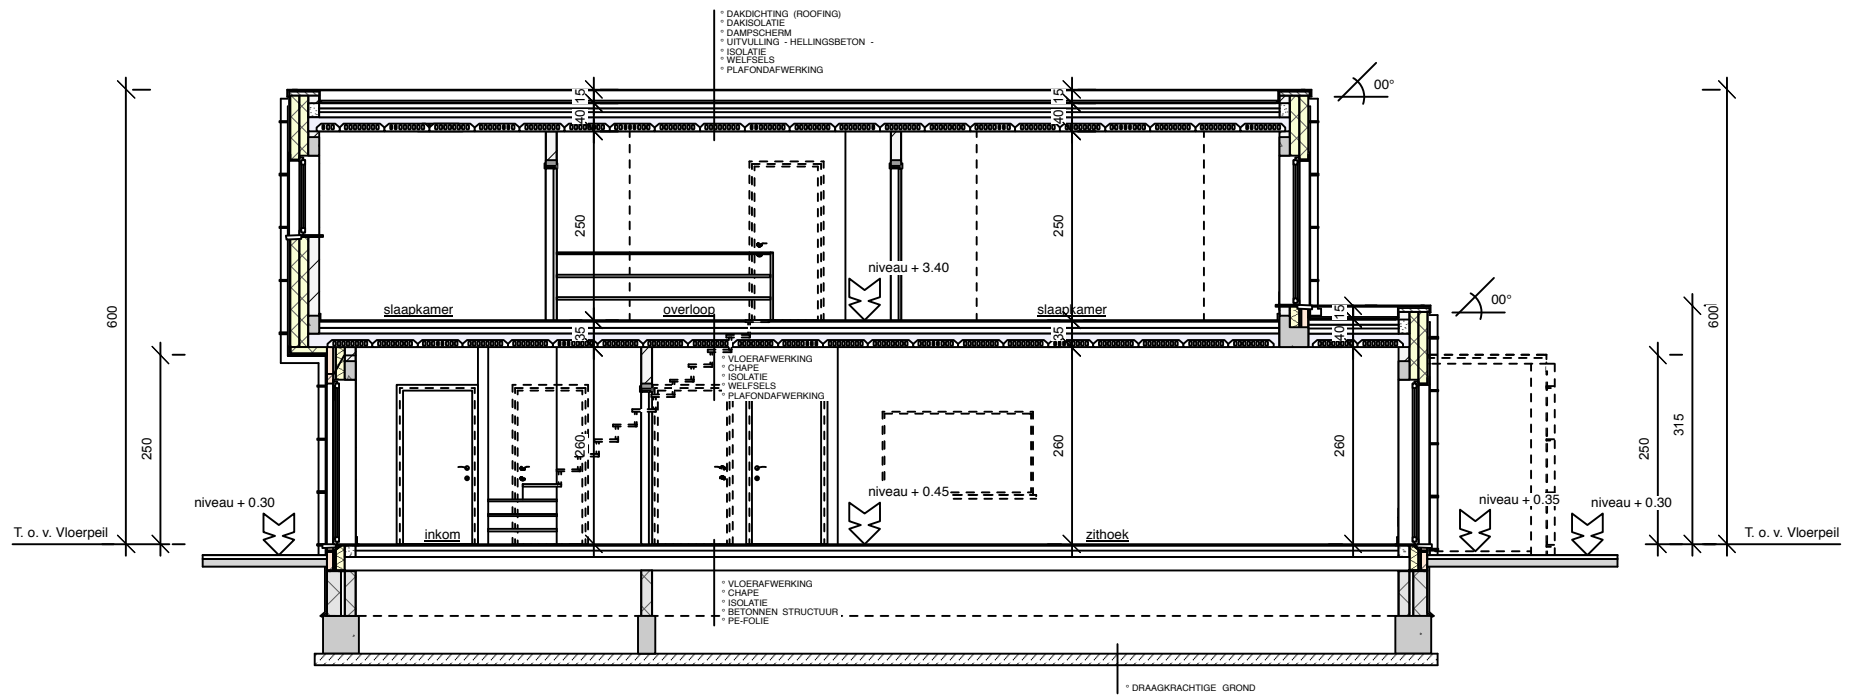 ° DAKDICHTING (ROOFING)
° DAKISOLATIE
° DAMPSCHERM
° UITVULLING - HELLINGSBETON -
° ISOLATIE
° WELFSELS
° PLAFONDAFWERKING
00°
15
15
40
40
600
250
250
niveau + 3.40
slaapkamer
overloop
slaapkamer
00°
15
600
35
35
40
° VLOERAFWERKING
° CHAPE
° ISOLATIE
° WELFSELS
° PLAFONDAFWERKING
250
260
260
260
250
315
niveau + 0.30
niveau + 0.45
niveau + 0.35
niveau + 0.30
T. o. v. Vloerpeil
inkom
zithoek
T. o. v. Vloerpeil
° VLOERAFWERKING
° CHAPE
° ISOLATIE
° BETONNEN STRUCTUUR
° PE-FOLIE
° DRAAGKRACHTIGE GROND